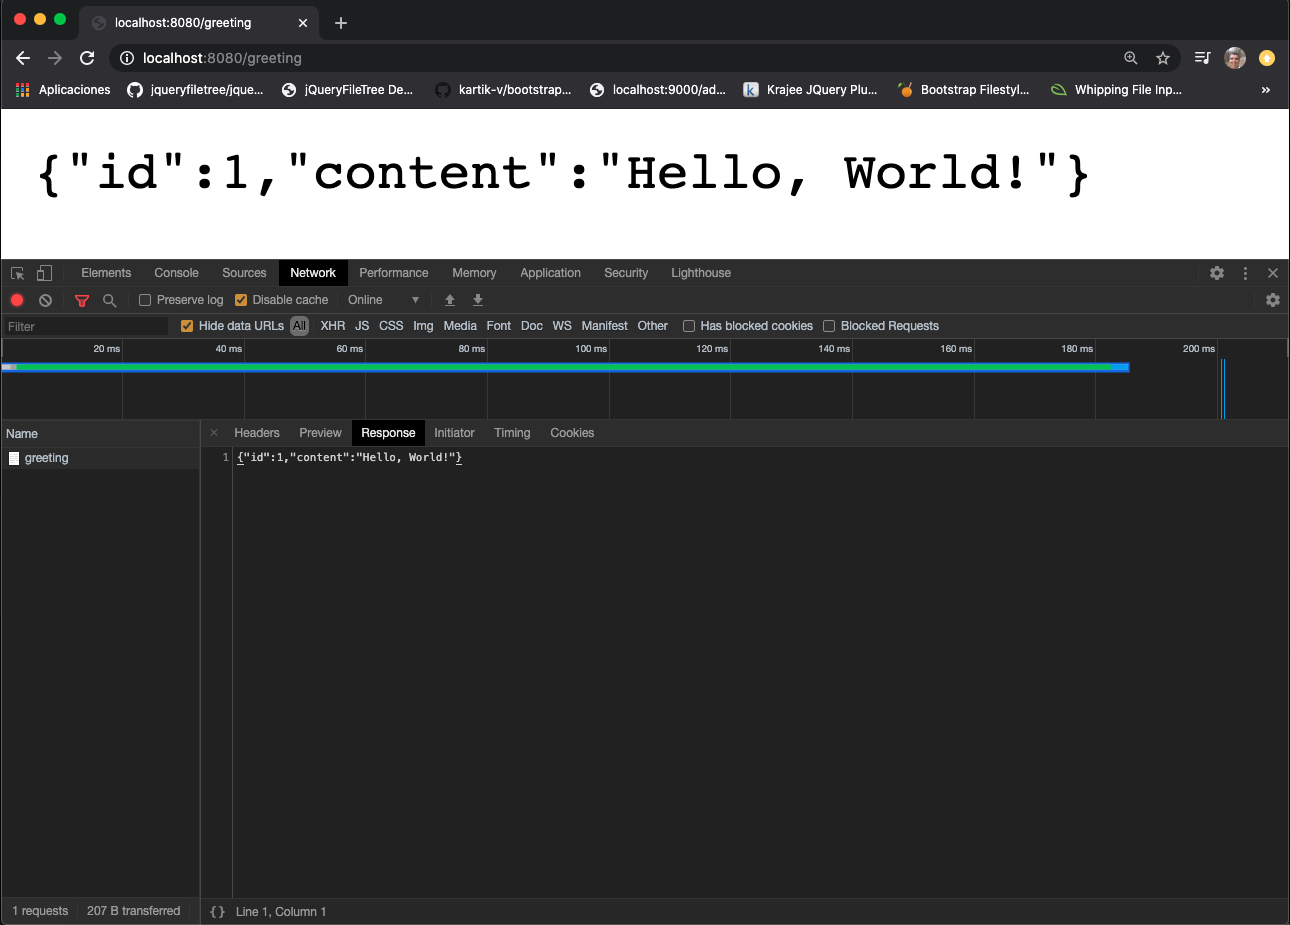 localhost:8080/greeting
localhost:8080/greeting
Aplicaciones jqueryfiletree/jque... jQueryFileTree De... kartik-v/bootstrap... localhost:9000/ad... k Krajee JQuery Plu... Bootstrap Filestyl... Whipping File Inp... »
{"id":1,"content":"Hello, World!"}
Elements Console Sources Network Performance Memory Application Security Lighthouse
Preserve log Disable cache Online
Filter Hide data URLs All XHR JS CSS Img Media Font Doc WS Manifest Other Has blocked cookies Blocked Requests
20 ms 40 ms 60 ms 80 ms 100 ms 120 ms 140 ms 160 ms 180 ms 200 ms
Name Headers Preview Response Initiator Timing Cookies
greeting 1 {"id":1,"content":"Hello, World!"}
1 requests 207 B transferred {} Line 1, Column 1